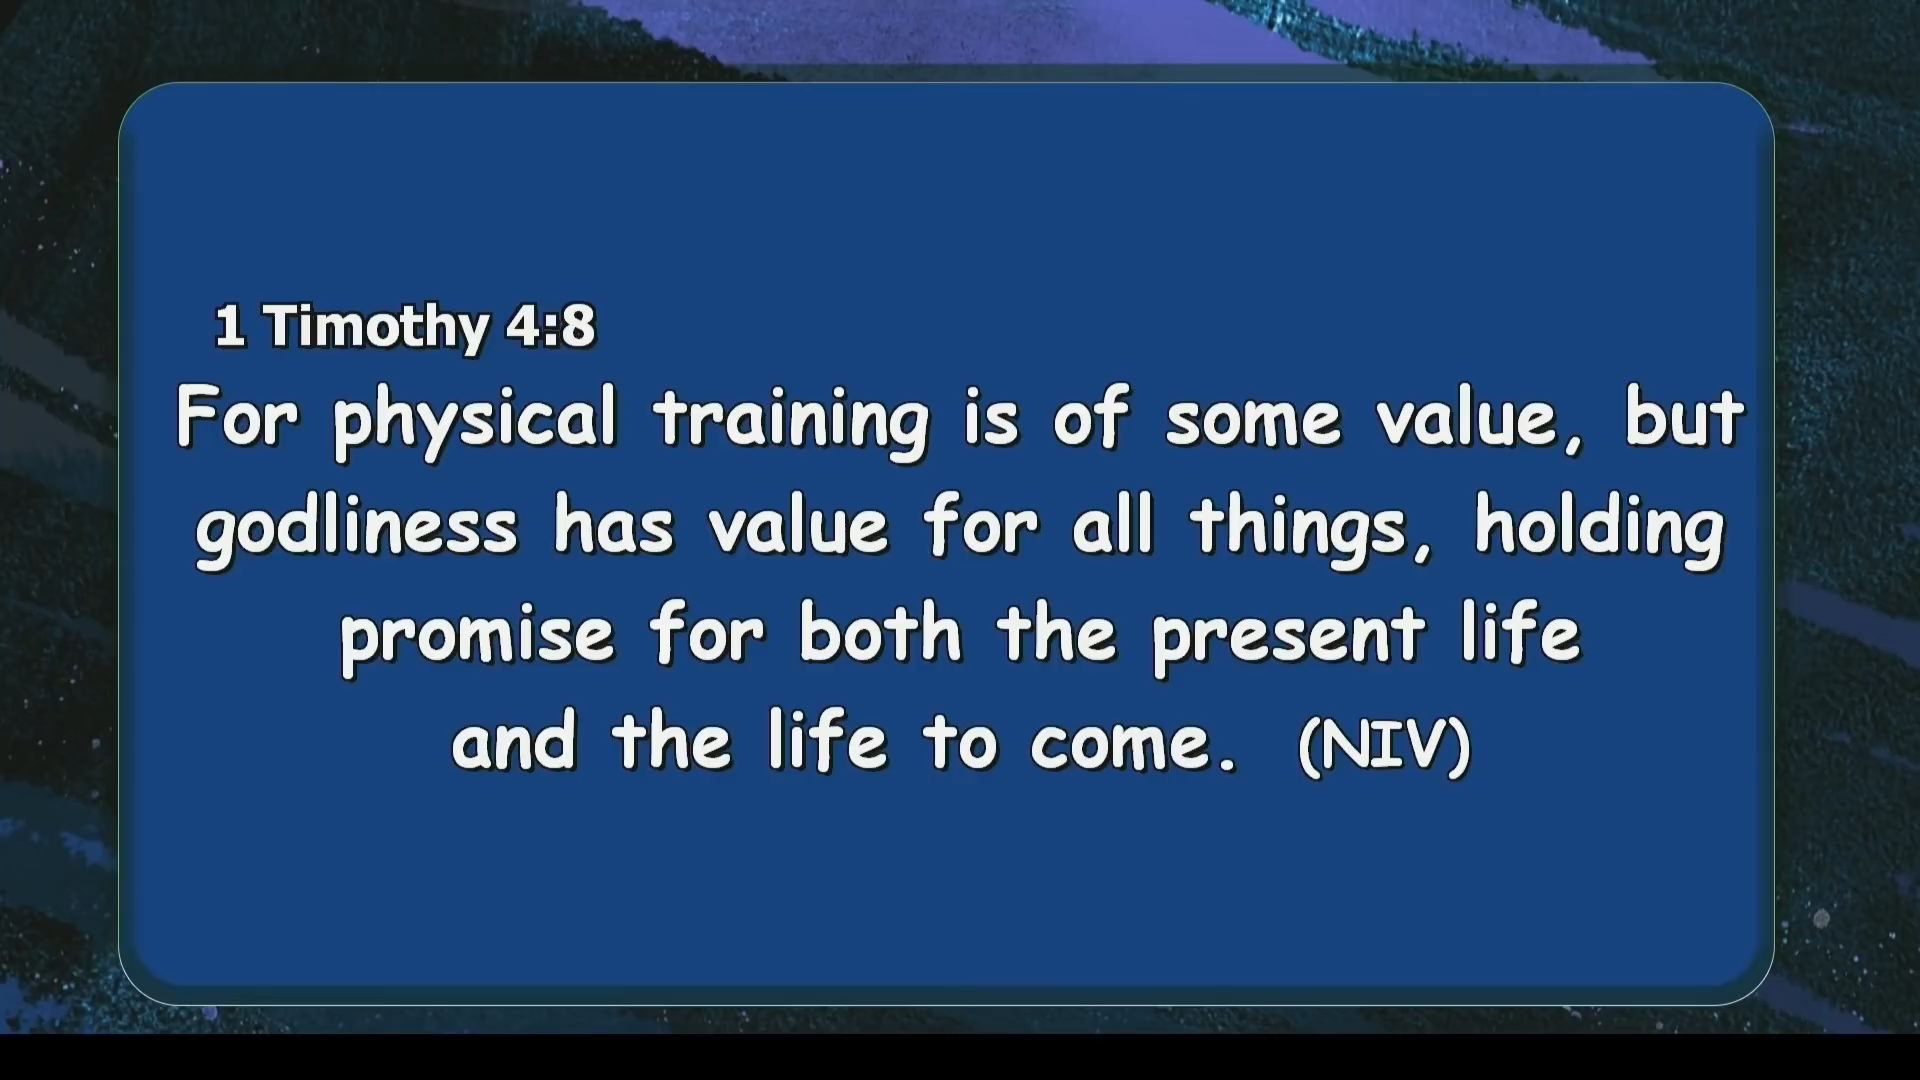 1 Timothy 4:8
For physical training is of some value, but
godliness has value for all things, holding
promise for both the present life
and the life to come. (NIV)